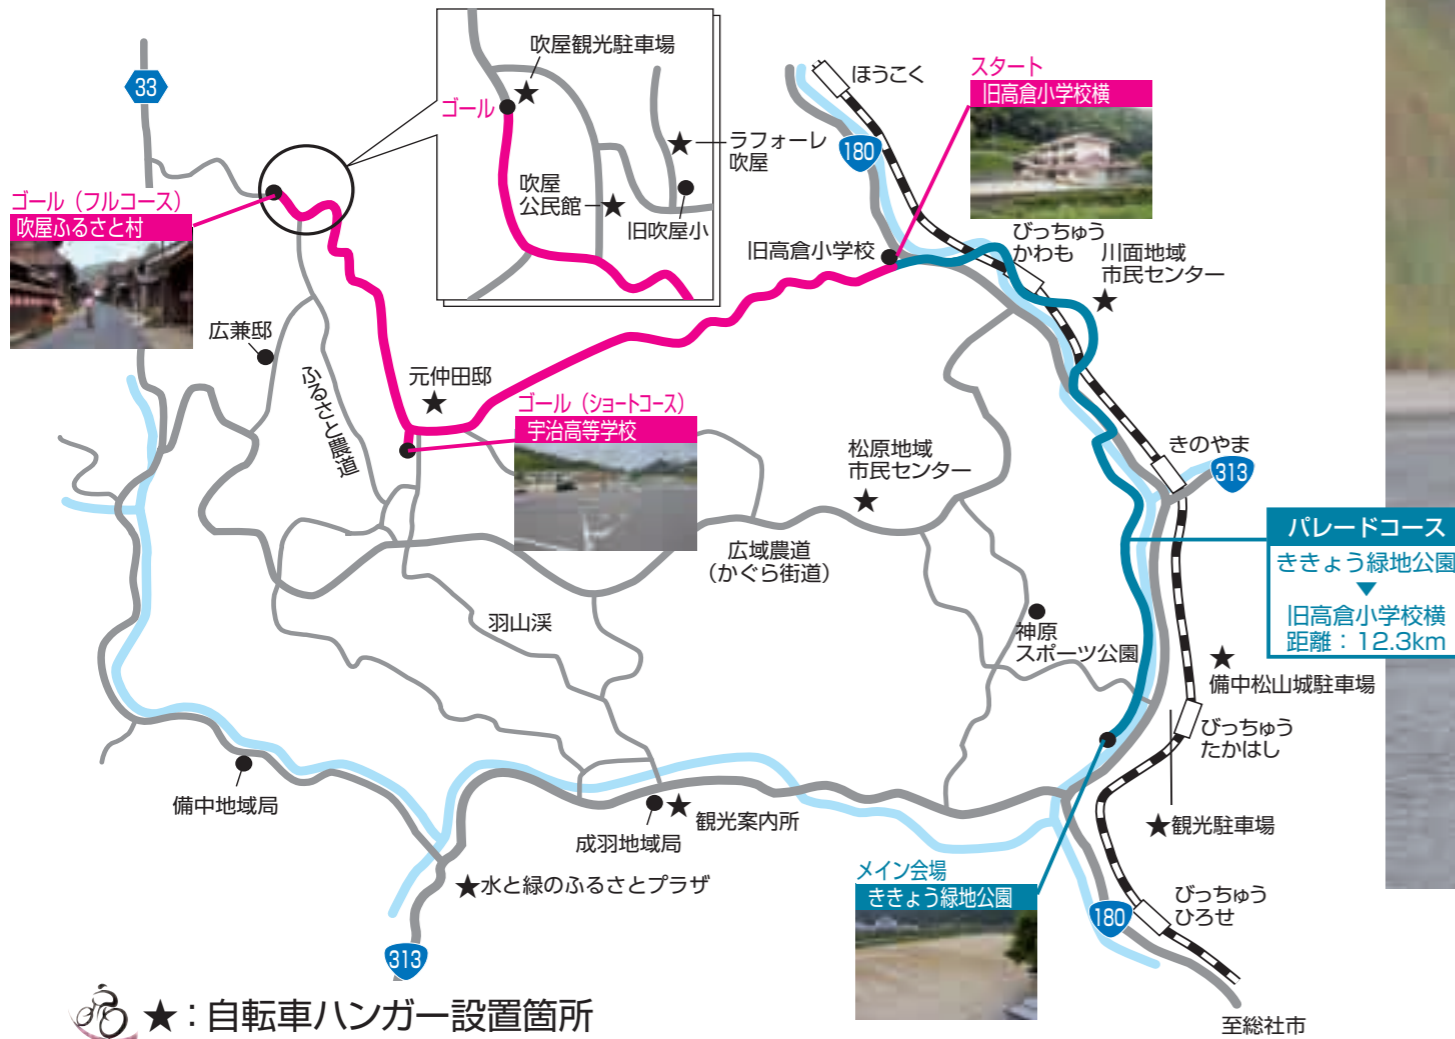 33
吹屋観光駐車場
ゴール
ラフォーレ
吹屋
吹屋
公民館
旧吹屋小
ほうこく
180
スタート
旧高倉小学校横
ゴール（フルコース）
吹屋ふるさと村
旧高倉小学校
びっちゅう
かわも
川面地域
市民センター
広兼邸
ふるさと農道
元仲田邸
ゴール（ショートコース）
宇治高等学校
松原地域
市民センター
きのやま
313
広域農道
（かぐら街道）
パレードコース
ききょう緑地公園
▼
旧高倉小学校横
距離：12.3km
羽山渓
神原
スポーツ公園
備中松山城駐車場
びっちゅう
たかはし
備中地域局
成羽地域局
★観光案内所
★観光駐車場
★水と緑のふるさとプラザ
メイン会場
ききょう緑地公園
びっちゅう
ひろせ
180
313
★：自転車ハンガー設置箇所
至総社市